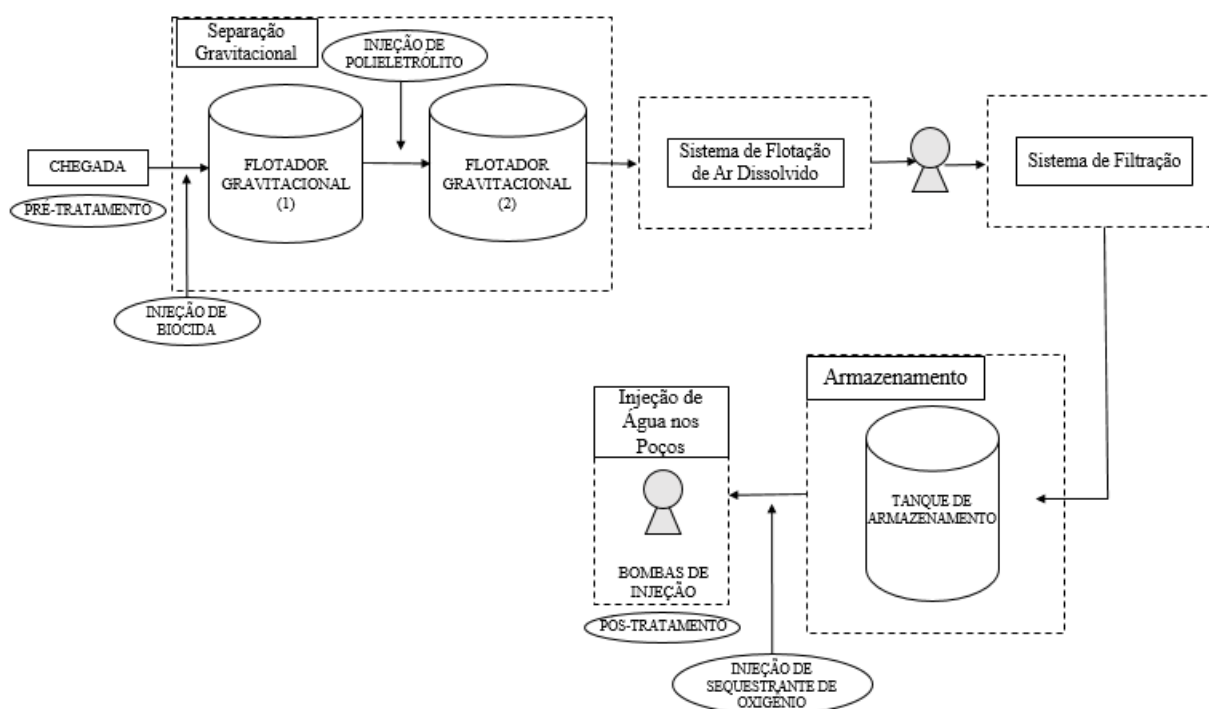 Separação
Gravitacional
INJEÇÃO DE
POLIELETRÓLITO
CHEGADA
PRÉ-TRATAMENTO
INJEÇÃO DE
BIOCIDA
FLOTADOR
GRAVITACIONAL
(1)
FLOTADOR
GRAVITACIONAL
(2)
Sistema de Flotação
de Ar Dissolvido
Sistema de Filtração
Armazenamento
TANQUE DE
ARMAZENAMENTO
Injeção de
Água nos
Poços
BOMBAS DE
INJEÇÃO
PÓS-TRATAMENTO
INJEÇÃO DE
SEQUESTRANTE DE
OXIGÊNIO